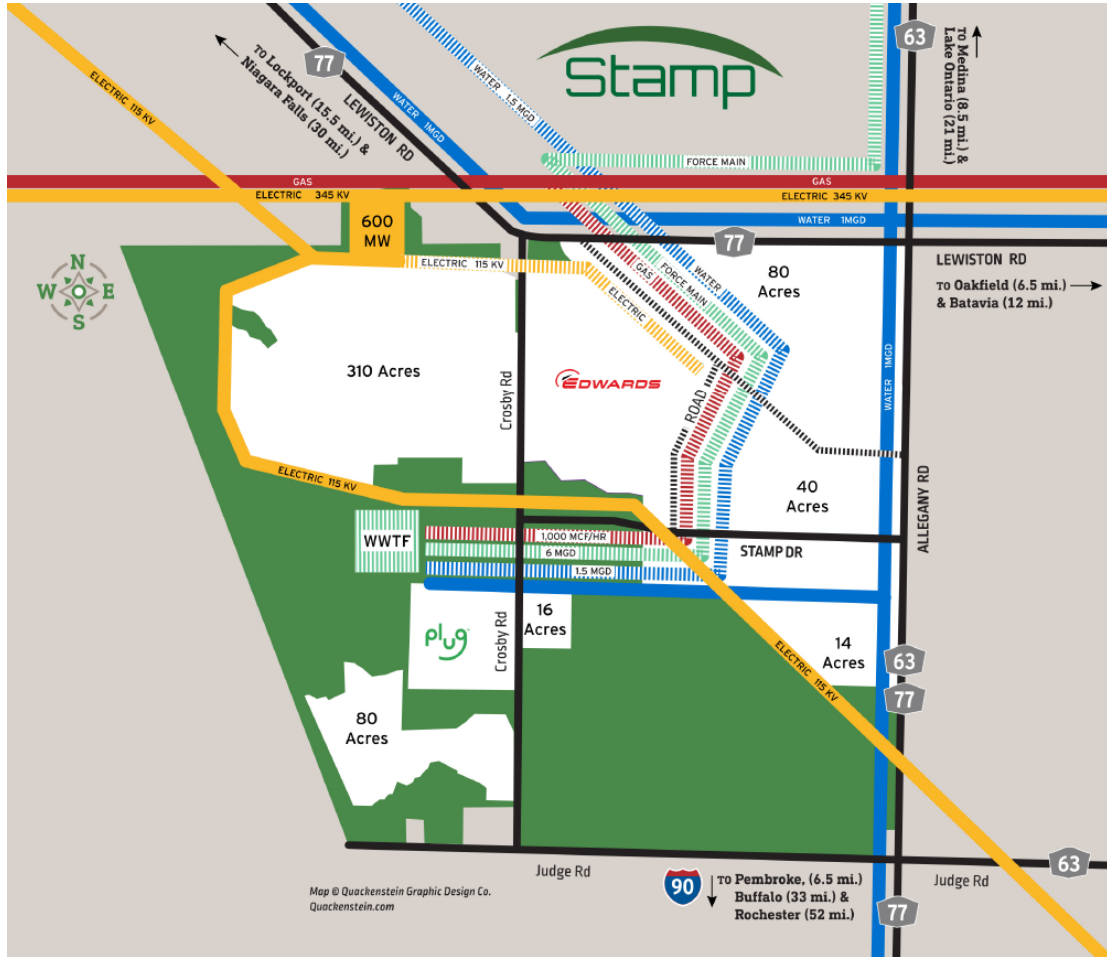 63
TO Medina (8.5 mi.) &
Lake Ontario (21 mi.)
77
TO Lockport (15.5 mi.) &
Niagara Falls (30 mi.)
LEWISTON RD
Stamp
ELECTRIC 115 KV
WATER 1MGD
WATER 1.5 MGD
FORCE MAIN
GAS
GAS
ELECTRIC 345 KV
ELECTRIC 345 KV
WATER 1MGD
600
MW
77
LEWISTON RD
TO Oakfield (6.5 mi.)
& Batavia (12 mi.)
N
W E
S
ELECTRIC 115 KV
GAS
FORCE MAIN
WATER
ELECTRIC
80
Acres
310 Acres
Crosby Rd
EDWARDS
ROAD
WATER 1MGD
ALLEGANY RD
40
Acres
ELECTRIC 115 KV
WWTF
1,000 MCF/HR
6 MGD
1.5 MGD
STAMP DR
plug
Crosby Rd
16
Acres
14
Acres
ELECTRIC 115 KV
63
77
80
Acres
Judge Rd
63
Judge Rd
90
TO Pembroke, (6.5 mi.)
Buffalo (33 mi.) &
Rochester (52 mi.)
77
Map © Quackenstein Graphic Design Co.
Quackenstein.com